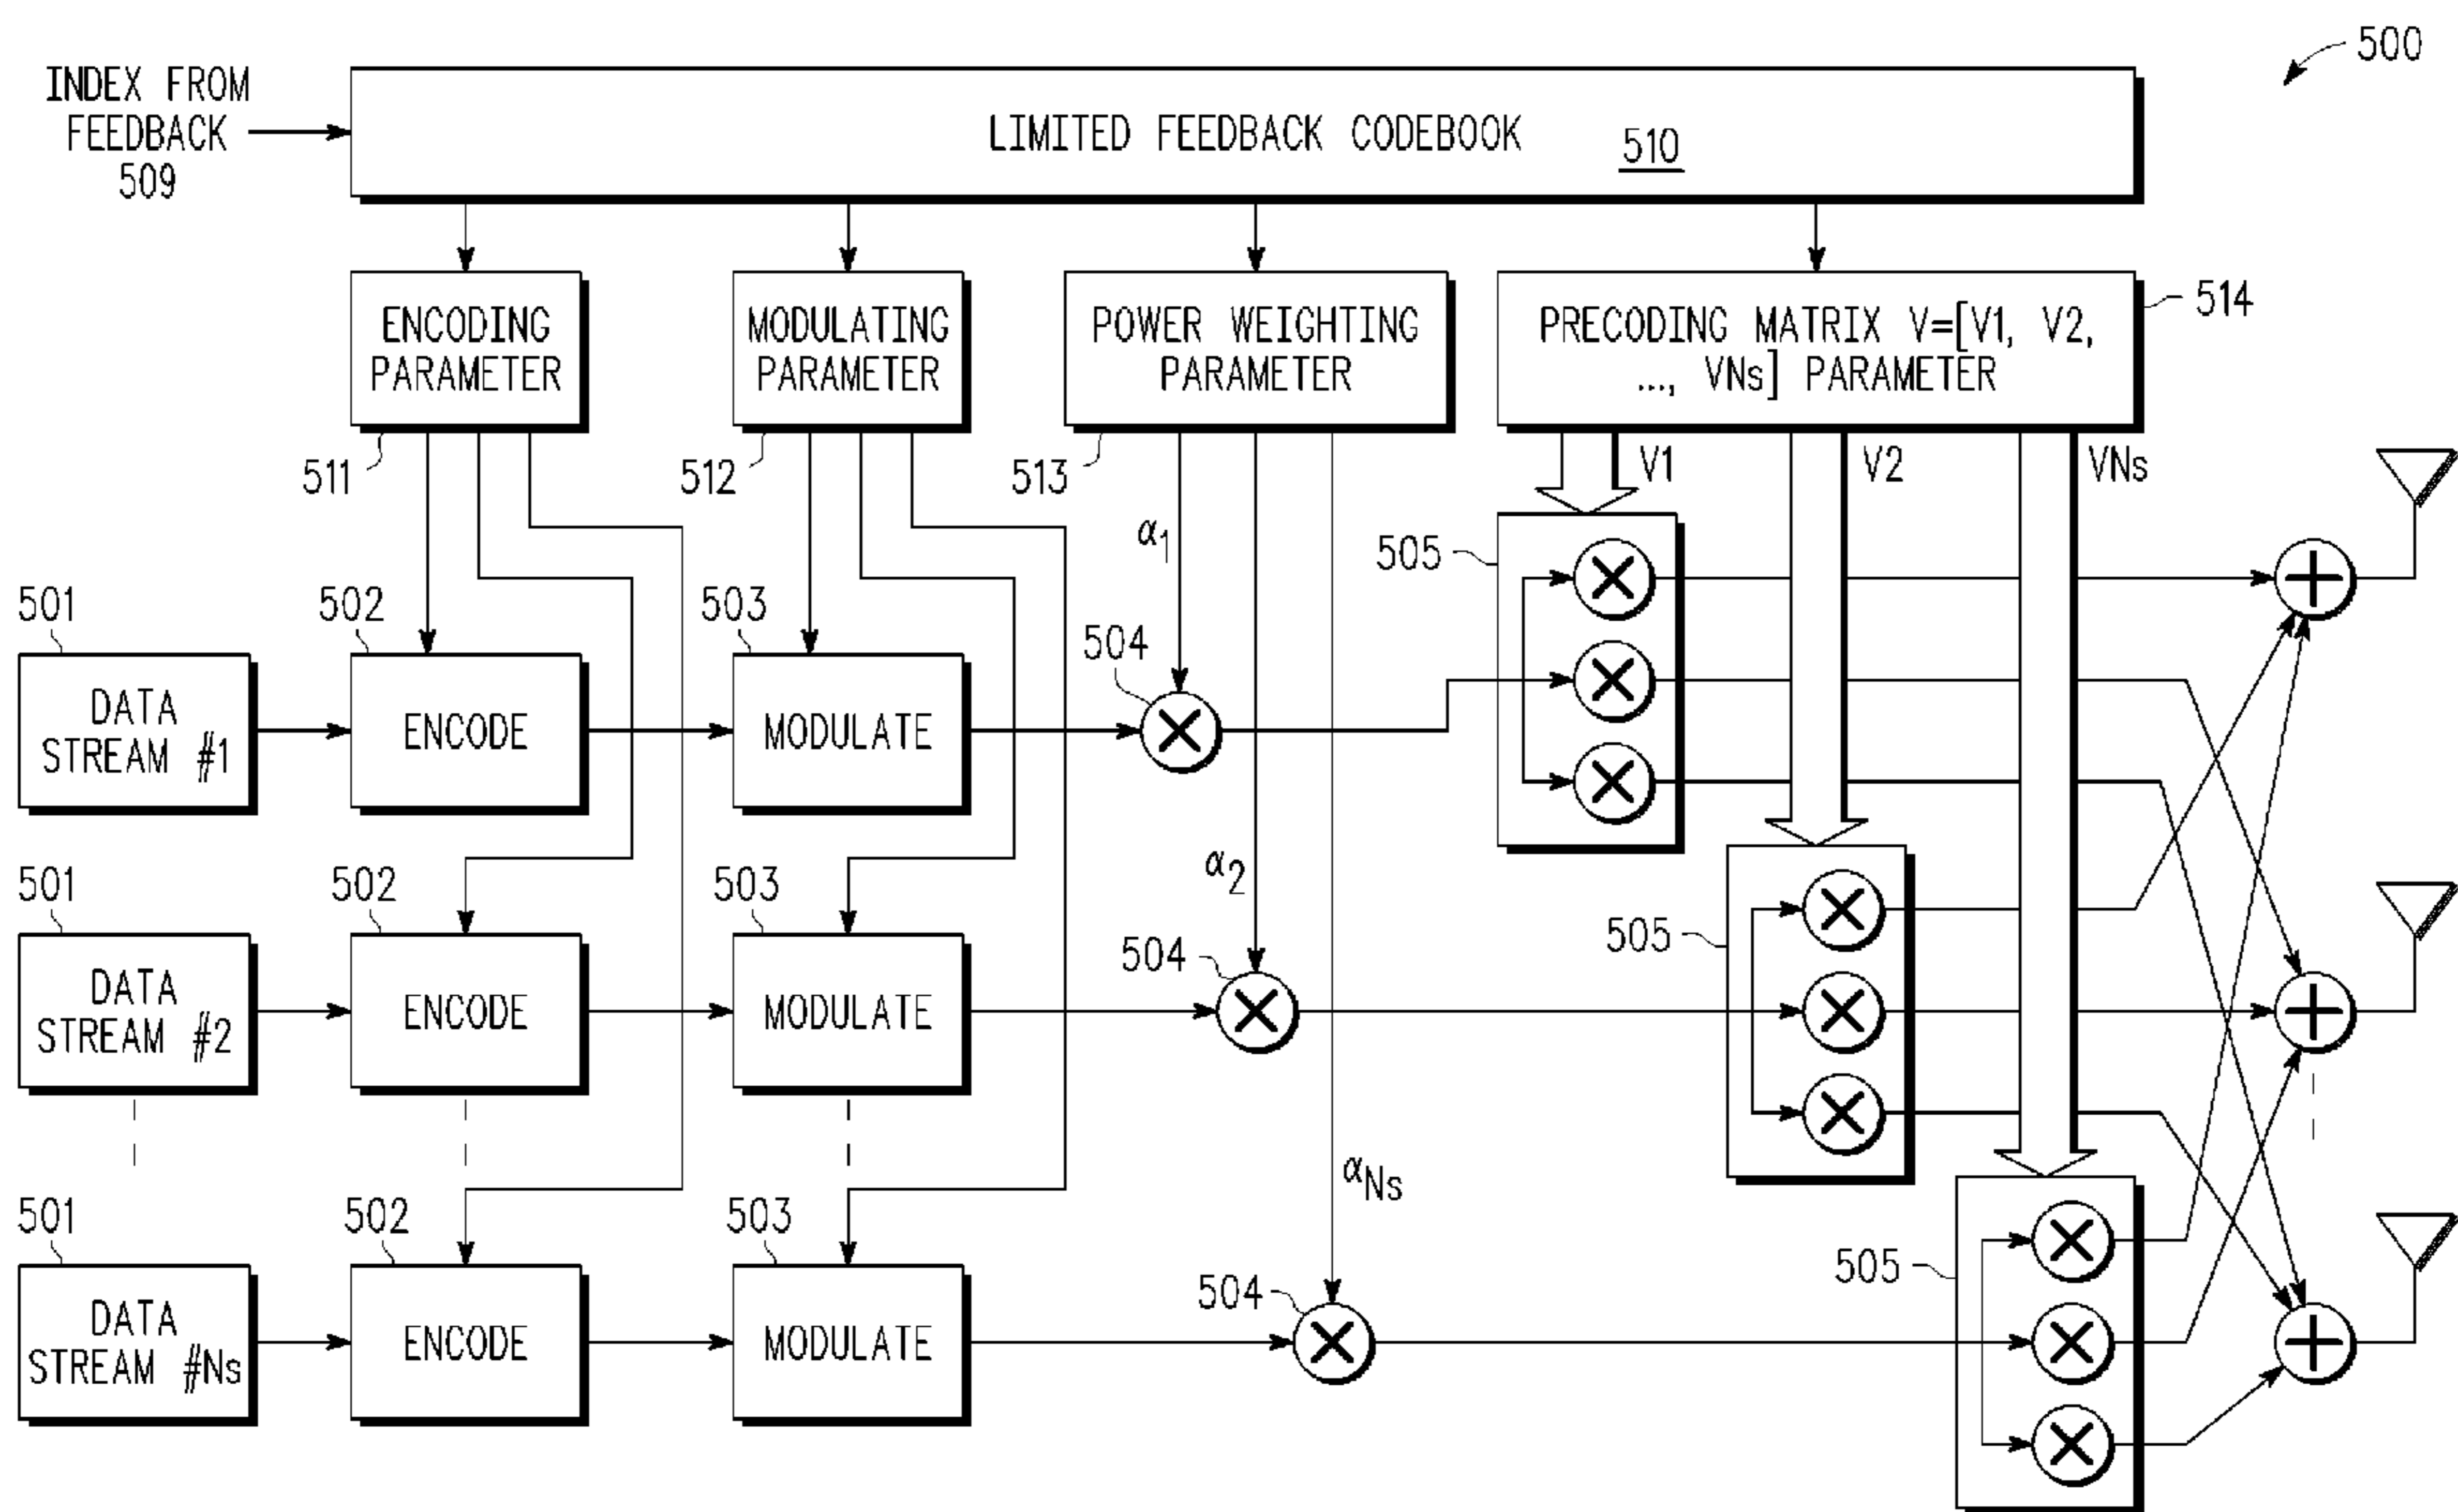 500
INDEX FROM
FEEDBACK
509
LIMITED FEEDBACK CODEBOOK 510
ENCODING
PARAMETER
MODULATING
PARAMETER
POWER WEIGHTING
PARAMETER
PRECODING MATRIX V=[V1, V2,
..., VNs] PARAMETER
514
511
512
513
V1
V2
VNs
α1
505
501
502
503
504
DATA
STREAM #1
ENCODE
MODULATE
α2
501
502
503
504
505
DATA
STREAM #2
ENCODE
MODULATE
αNs
501
502
503
504
505
DATA
STREAM #Ns
ENCODE
MODULATE